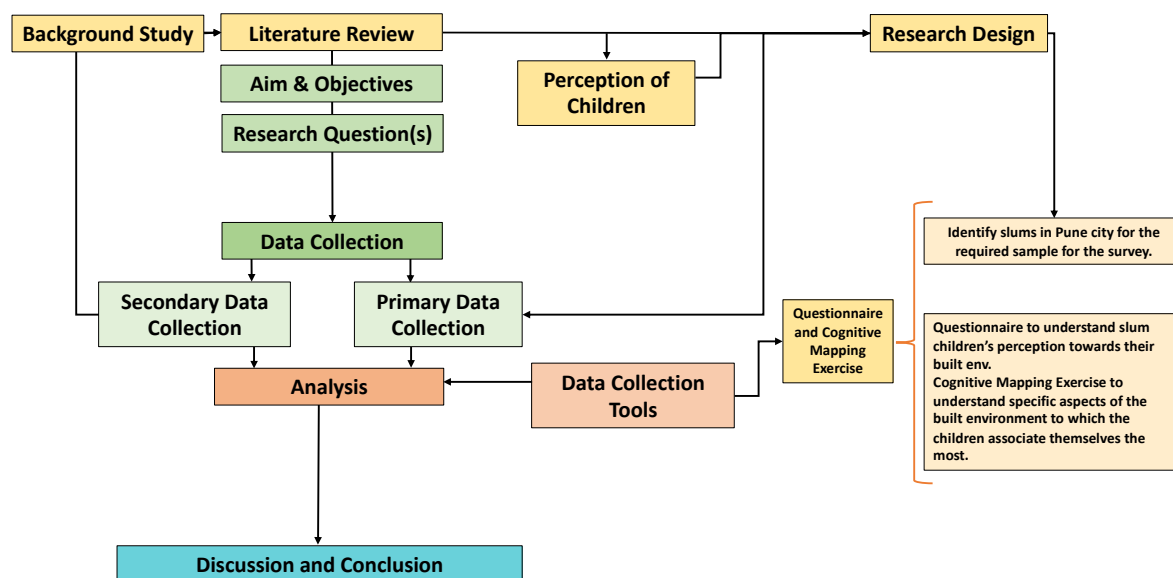 Background Study
Literature Review
Research Design
Aim & Objectives
Perception of
Children
Research Question(s)
Data Collection
Identify slums in Pune city for the
required sample for the survey.
Secondary Data
Collection
Primary Data
Collection
Questionnaire
and Cognitive
Mapping
Exercise
Questionnaire to understand slum
children’s perception towards their
built env.
Cognitive Mapping Exercise to
understand specific aspects of the
built environment to which the
children associate themselves the
most.
Analysis
Data Collection
Tools
Discussion and Conclusion